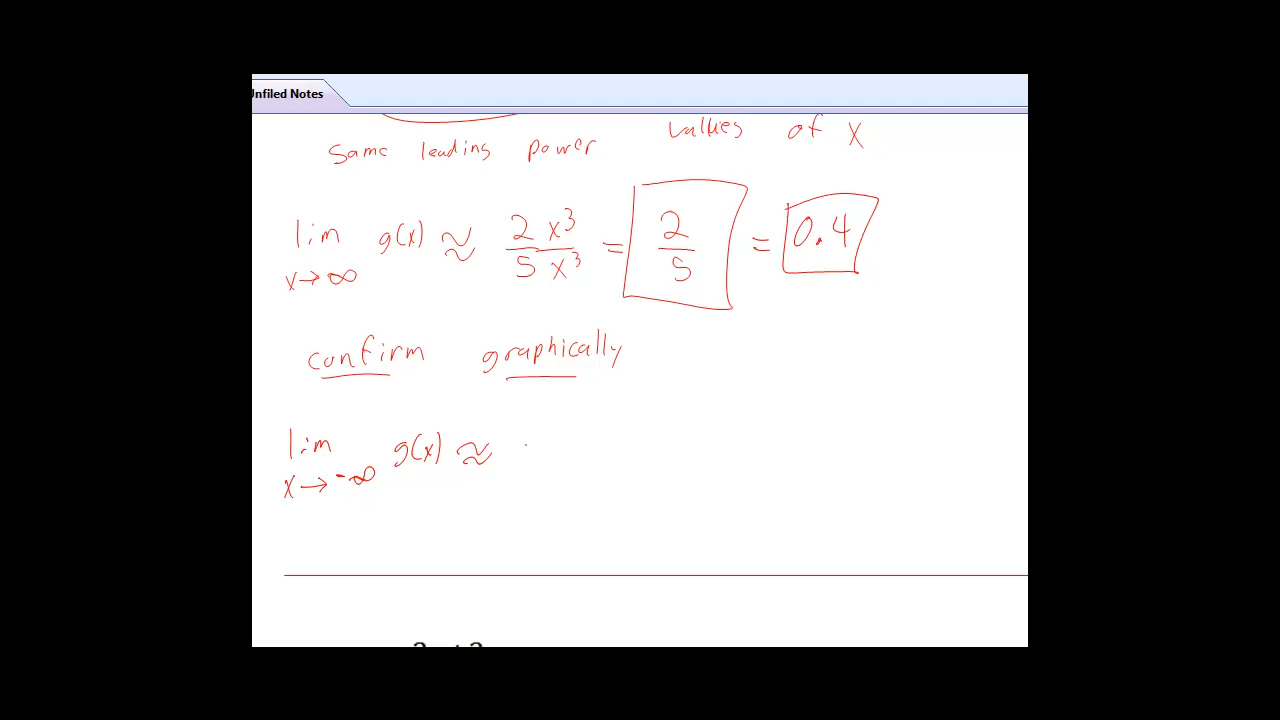 Unfiled Notes
values of x
Same leading power
lim g(x) ≈ 2x³/5x³ = 2/5 = 0.4
x→∞
confirm graphically
lim g(x) ≈
x→-∞